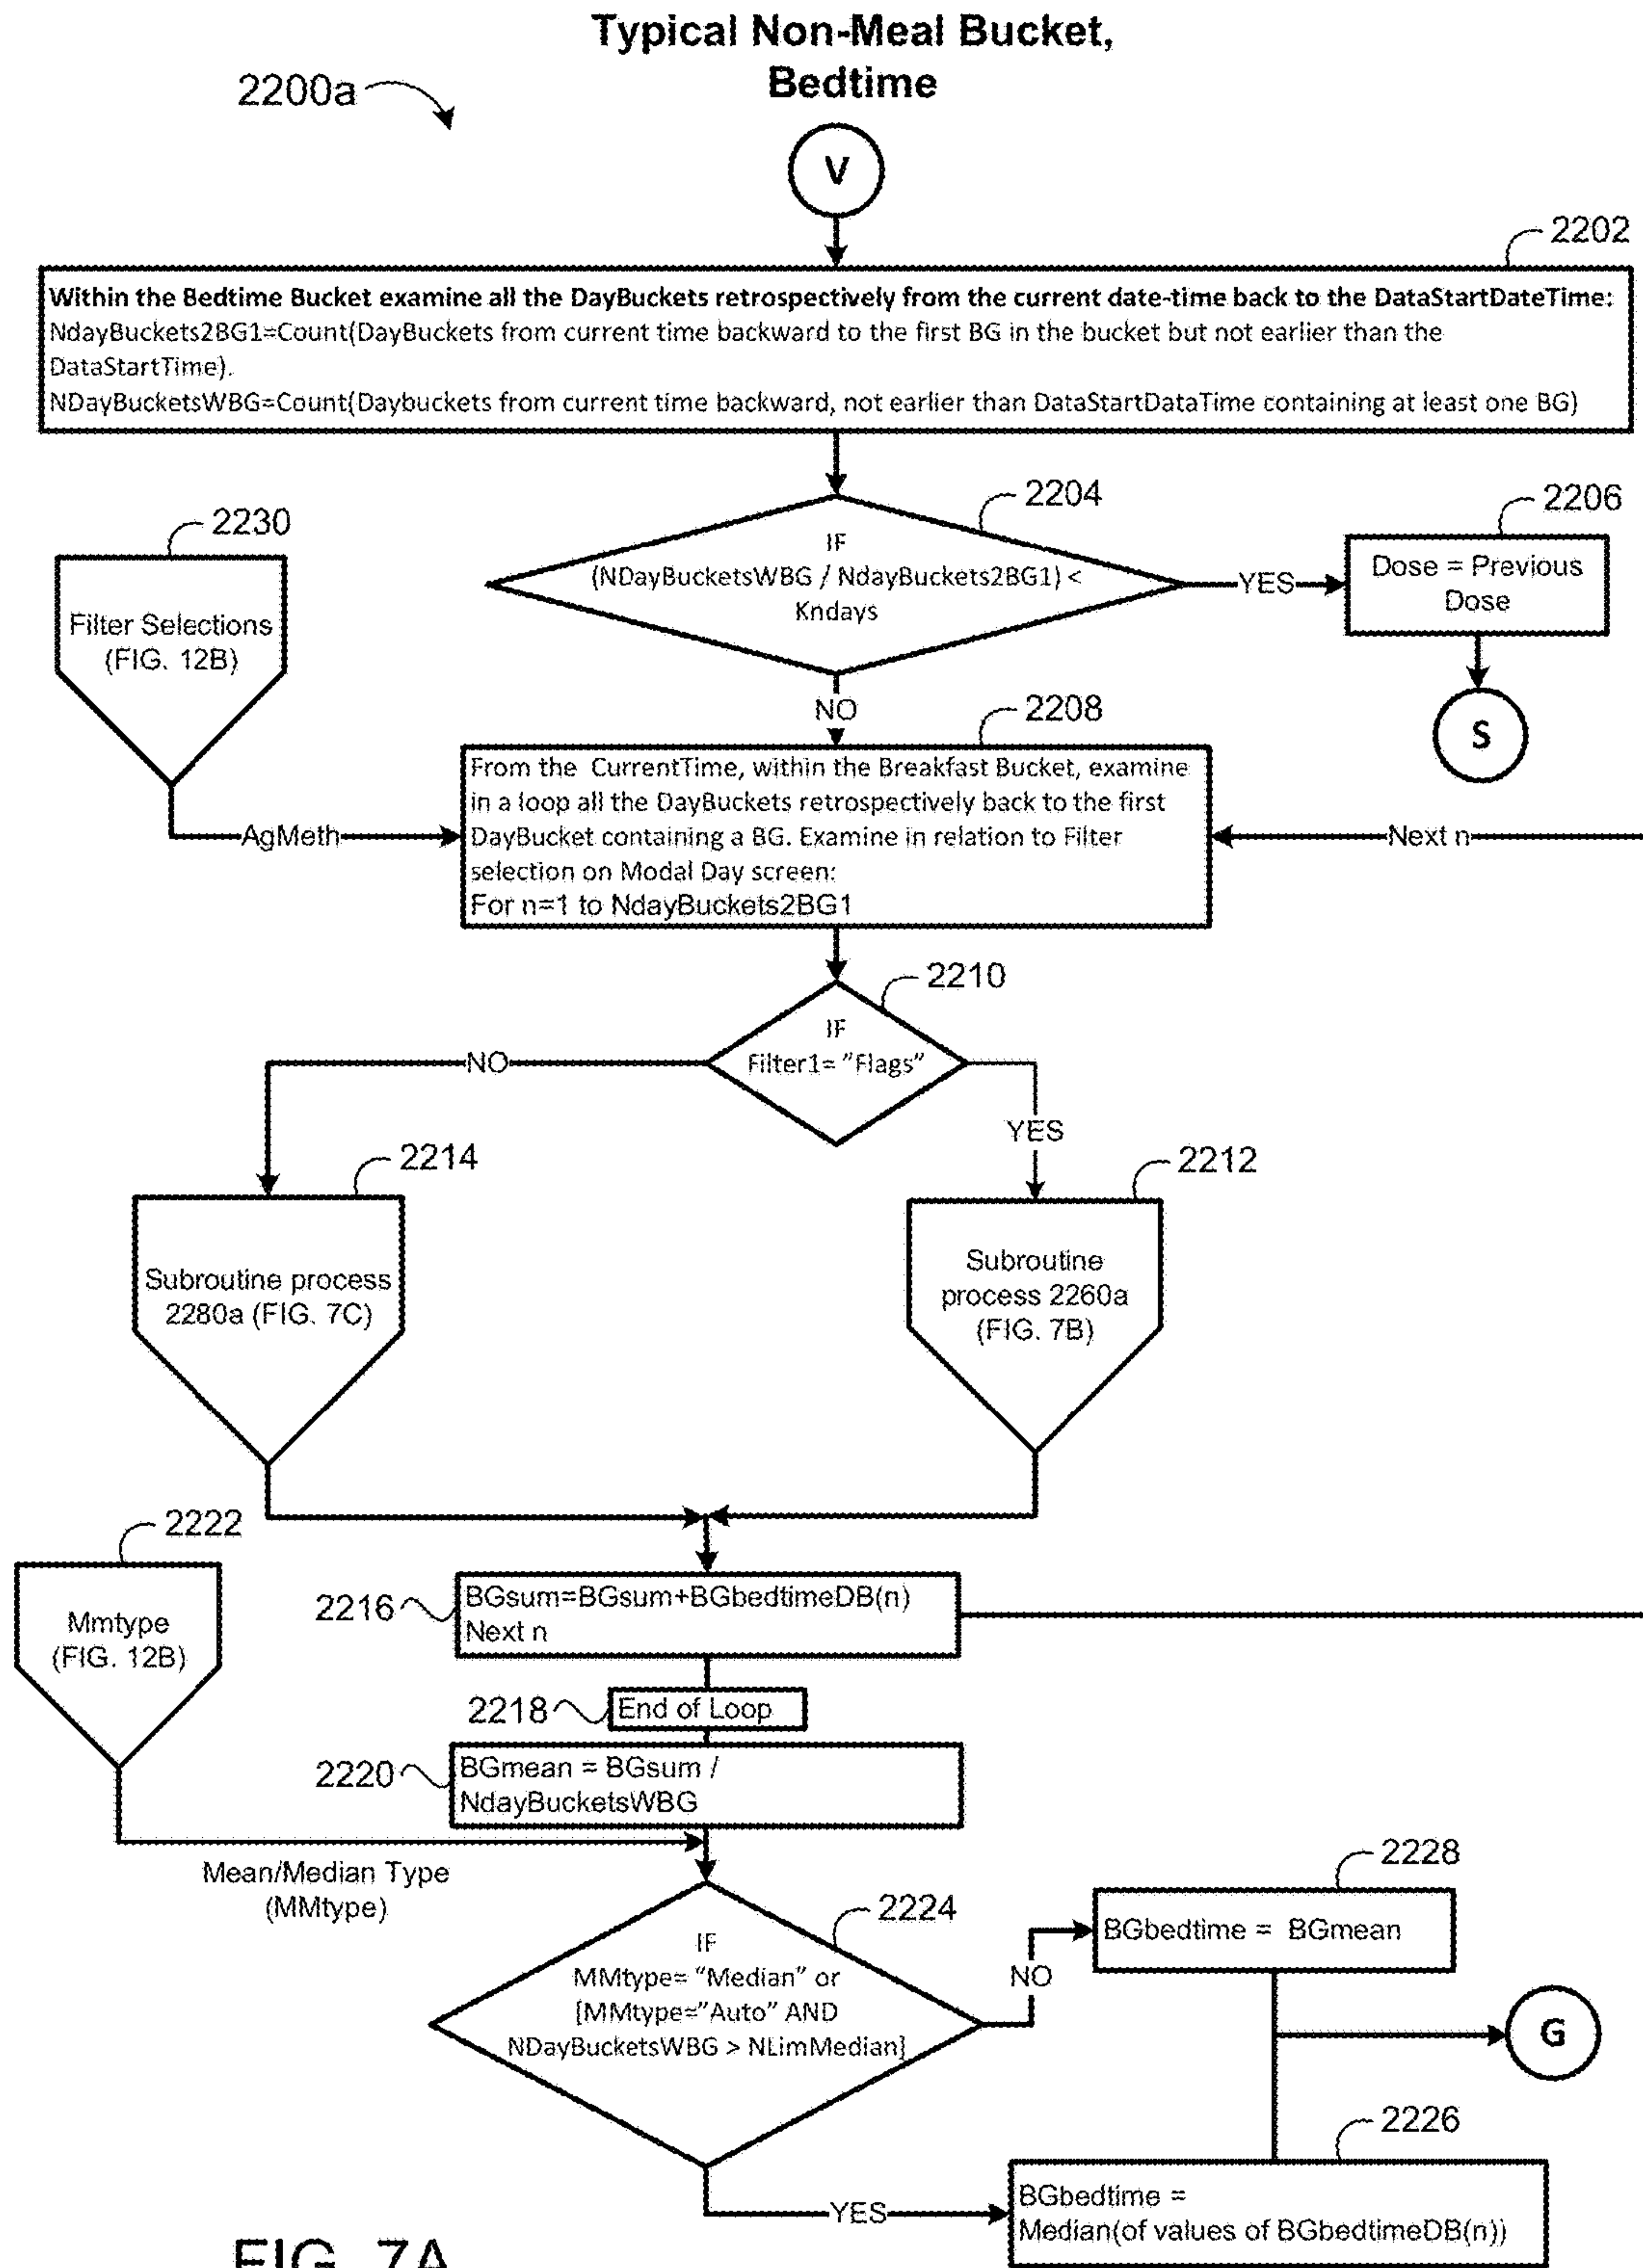 Typical Non-Meal Bucket,
Bedtime
2200a
V
2202
Within the Bedtime Bucket examine all the DayBuckets retrospectively from the current date-time back to the DataStartDateTime:
NdayBuckets2BG1=Count(DayBuckets from current time backward to the first BG in the bucket but not earlier than the
DataStartTime).
NDayBucketsWBG=Count(Daybuckets from current time backward, not earlier than DataStartDataTime containing at least one BG)
2204
IF
(NDayBucketsWBG / NdayBuckets2BG1) <
Kndays
YES
2206
Dose = Previous
Dose
S
2230
Filter Selections
(FIG. 12B)
NO
2208
AgMeth
From the CurrentTime, within the Breakfast Bucket, examine
in a loop all the DayBuckets retrospectively back to the first
DayBucket containing a BG. Examine in relation to Filter
selection on Modal Day screen:
For n=1 to NdayBuckets2BG1
Next n
2210
IF
Filter1= "Flags"
NO
YES
2214
2212
Subroutine process
2280a (FIG. 7C)
Subroutine
process 2260a
(FIG. 7B)
2222
Mmtype
(FIG. 12B)
2216
BGsum=BGsum+BGbedtimeDB(n)
Next n
2218
End of Loop
2220
BGmean = BGsum /
NdayBucketsWBG
Mean/Median Type
(MMtype)
2224
IF
MMtype= "Median" or
[MMtype="Auto" AND
NDayBucketsWBG > NLimMedian]
NO
2228
BGbedtime = BGmean
G
2226
YES
BGbedtime =
Median(of values of BGbedtimeDB(n))
FIG. 7A